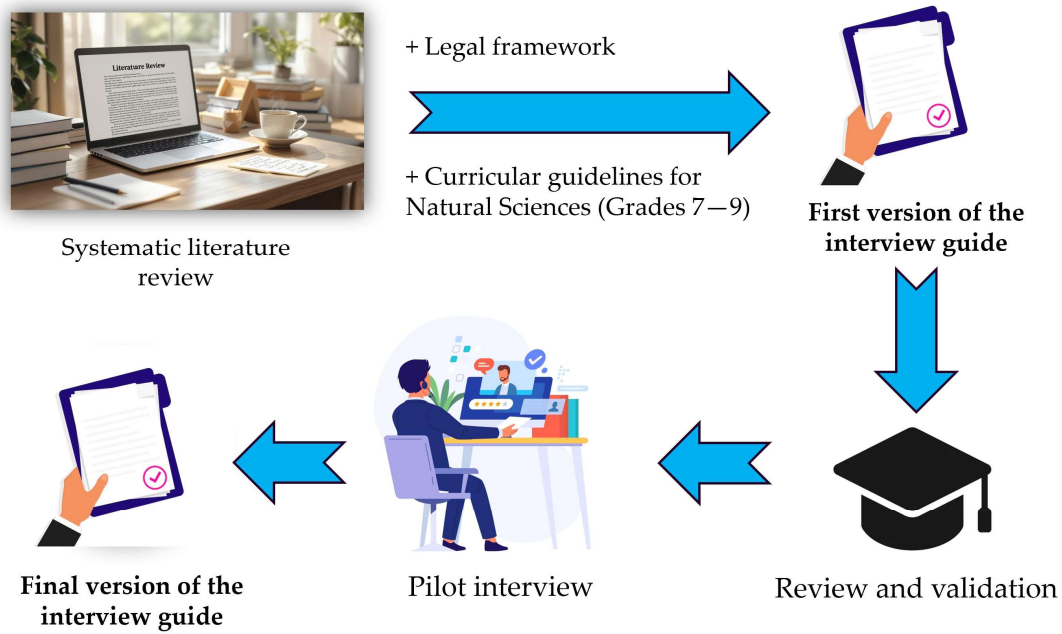 Literature Review
+ Legal framework
+ Curricular guidelines for
Natural Sciences (Grades 7—9)
Systematic literature
review
First version of the
interview guide
Final version of the
interview guide
Pilot interview
Review and validation